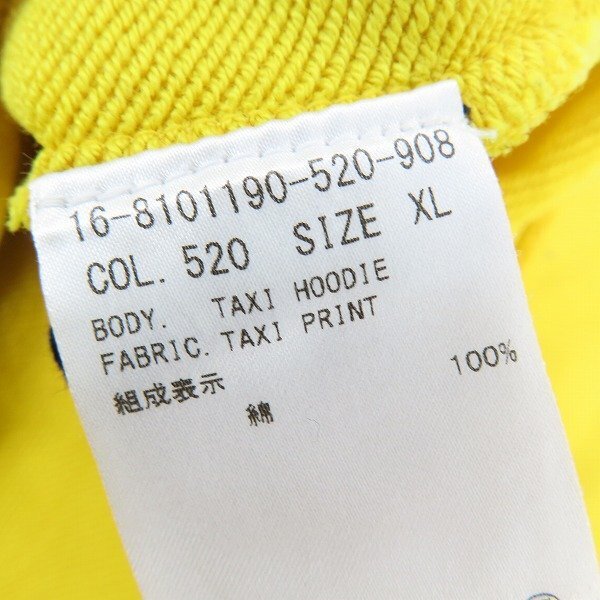 16-8101190-520-908
COL. 520 SIZE XL
BODY. TAXI HOODIE
FABRIC. TAXI PRINT
組成表示
綿 100%